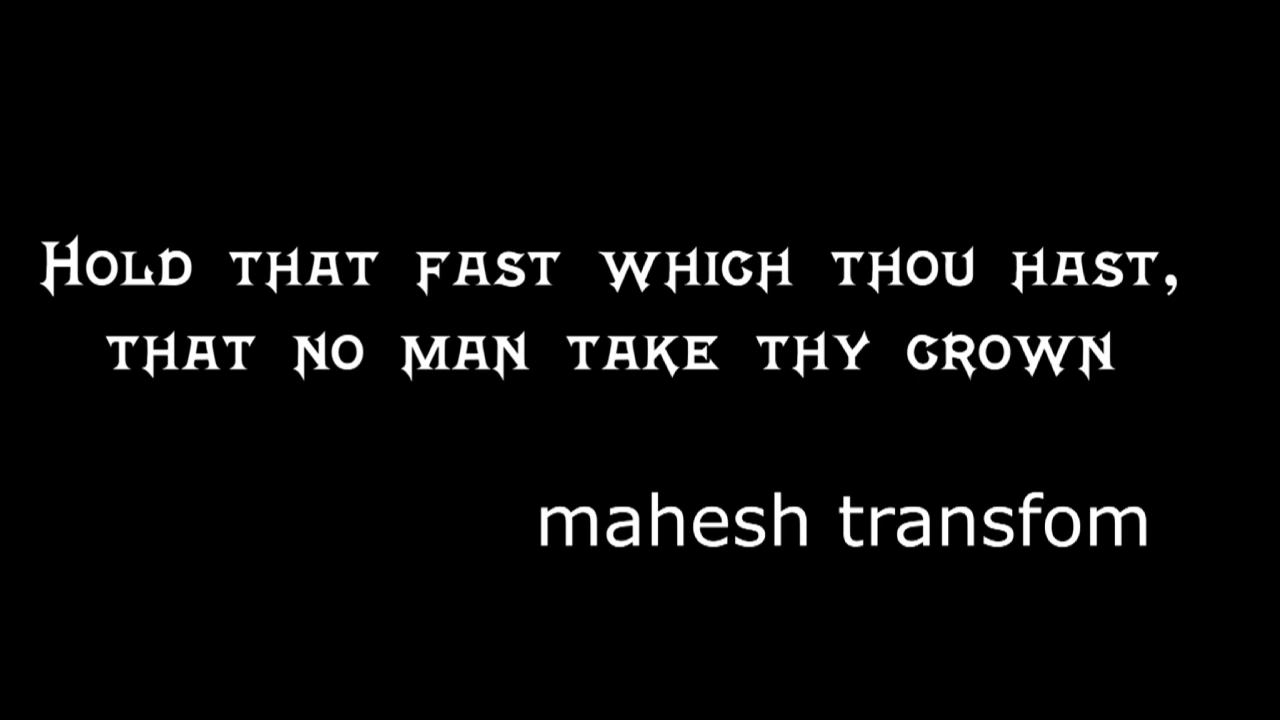 Hold that fast which thou hast,
that no man take thy crown
mahesh transfom